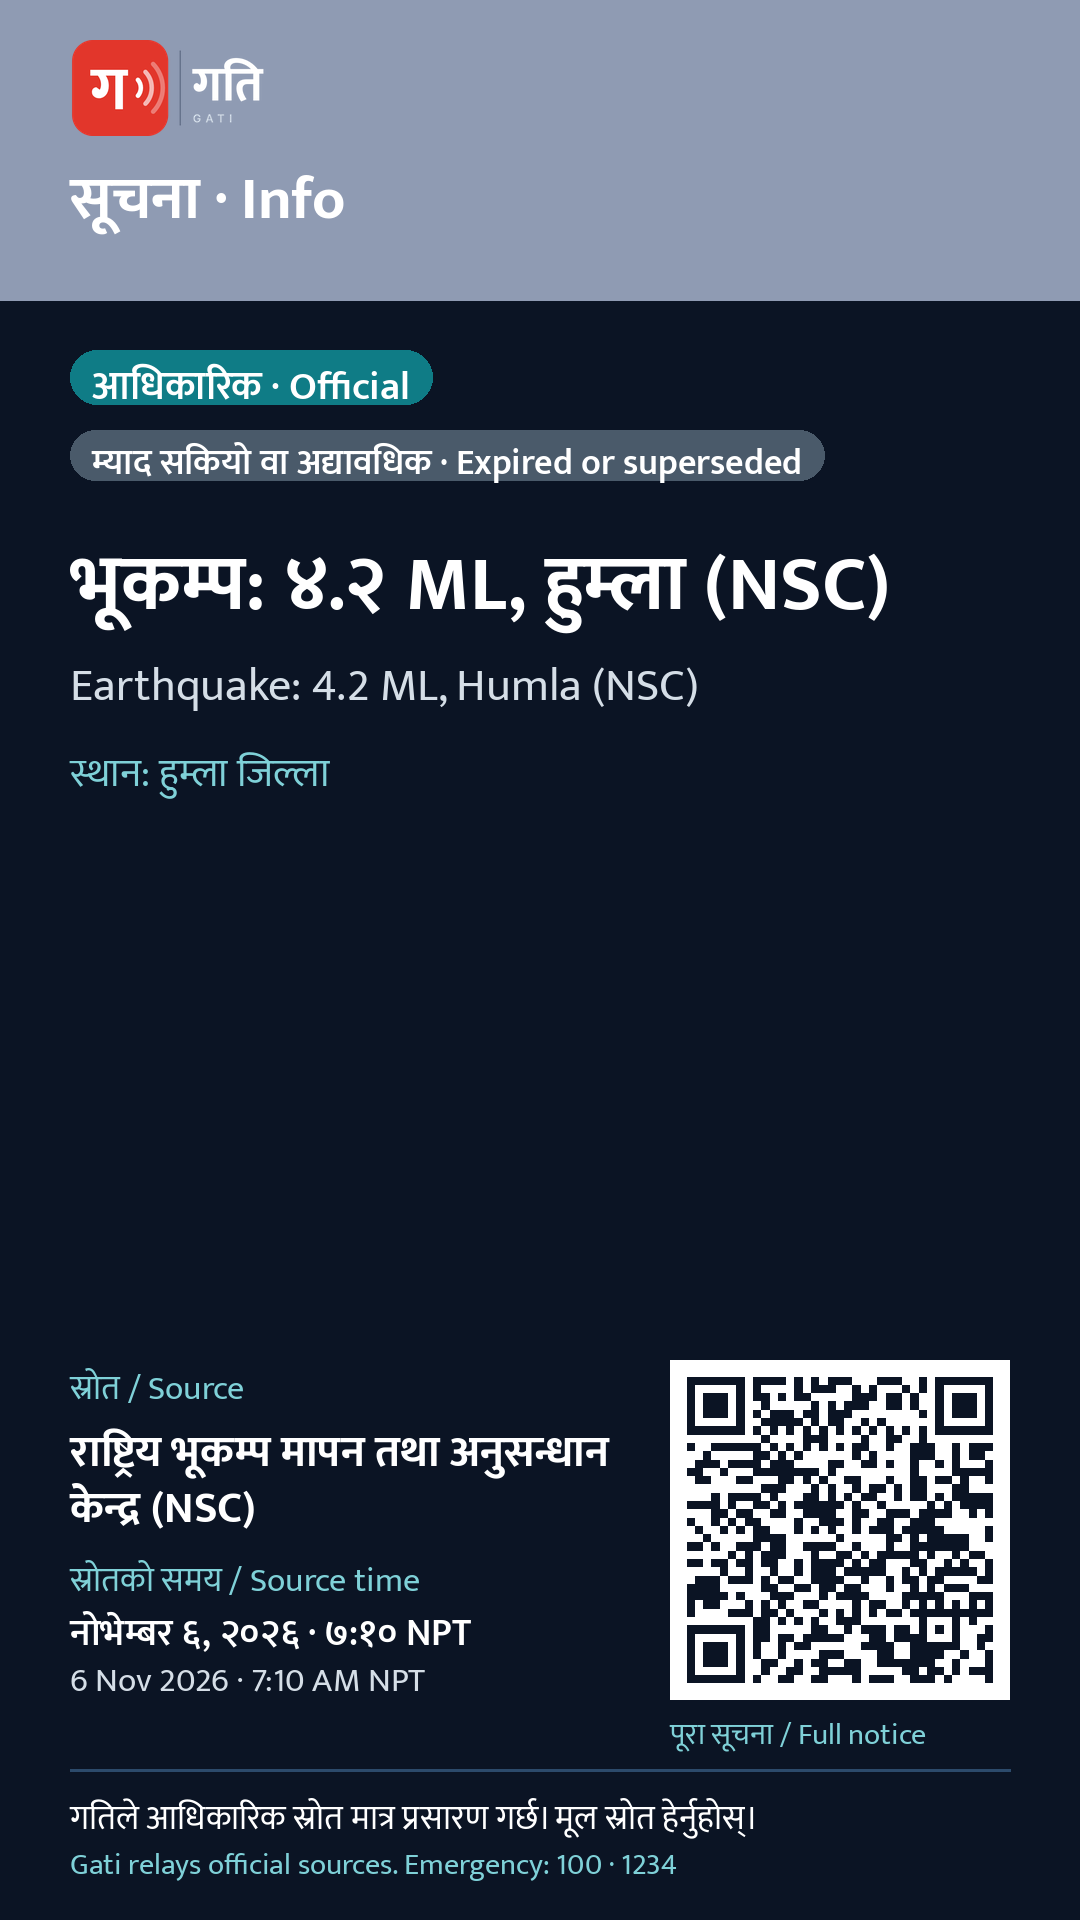 ग
गति
GATI
सूचना · Info
आधिकारिक · Official
म्याद सकियो वा अद्यावधिक · Expired or superseded
भूकम्प: ४.२ ML, हुम्ला (NSC)
Earthquake: 4.2 ML, Humla (NSC)
स्थान: हुम्ला जिल्ला
स्रोत / Source
राष्ट्रिय भूकम्प मापन तथा अनुसन्धान
केन्द्र (NSC)
स्रोतको समय / Source time
नोभेम्बर ६, २०२६ · ७:१० NPT
6 Nov 2026 · 7:10 AM NPT
पूरा सूचना / Full notice
गतिले आधिकारिक स्रोत मात्र प्रसारण गर्छ। मूल स्रोत हेर्नुहोस्।
Gati relays official sources. Emergency: 100 · 1234